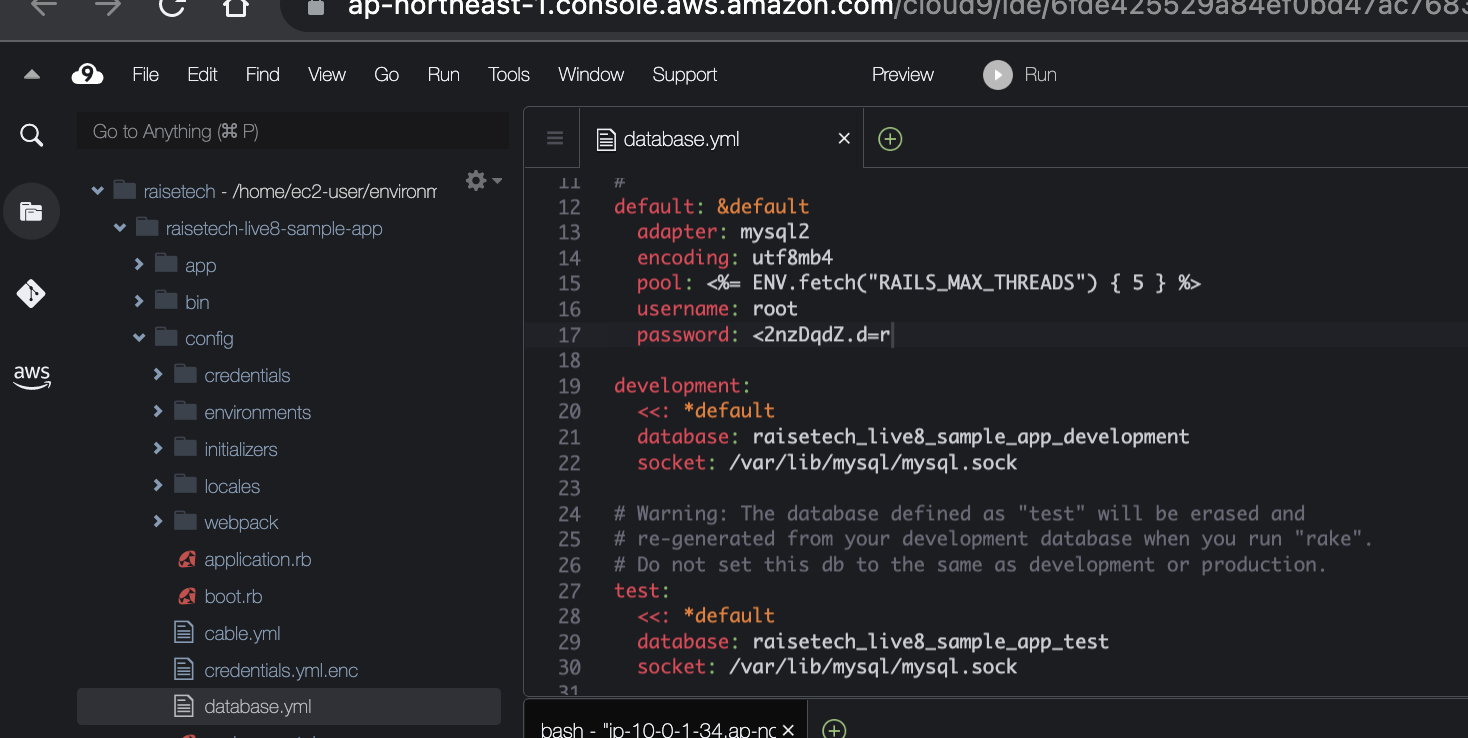 ap-northeast-1.console.aws.amazon.com/cloud9/ide/6fde425529a84ef0bd47ac7683
9 File Edit Find View Go Run Tools Window Support Preview Run
Go to Anything (⌘ P)
database.yml
raisetech - /home/ec2-user/environm
raisetech-live8-sample-app
app
bin
config
credentials
environments
initializers
locales
webpack
application.rb
boot.rb
cable.yml
credentials.yml.enc
database.yml
aws
11 #
12 default: &default
13   adapter: mysql2
14   encoding: utf8mb4
15   pool: <%= ENV.fetch("RAILS_MAX_THREADS") { 5 } %>
16   username: root
17   password: <2nzDqdZ.d=r
18
19 development:
20   <<: *default
21   database: raisetech_live8_sample_app_development
22   socket: /var/lib/mysql/mysql.sock
23
24 # Warning: The database defined as "test" will be erased and
25 # re-generated from your development database when you run "rake".
26 # Do not set this db to the same as development or production.
27 test:
28   <<: *default
29   database: raisetech_live8_sample_app_test
30   socket: /var/lib/mysql/mysql.sock
31
bash - "ip-10-0-1-34.ap-no